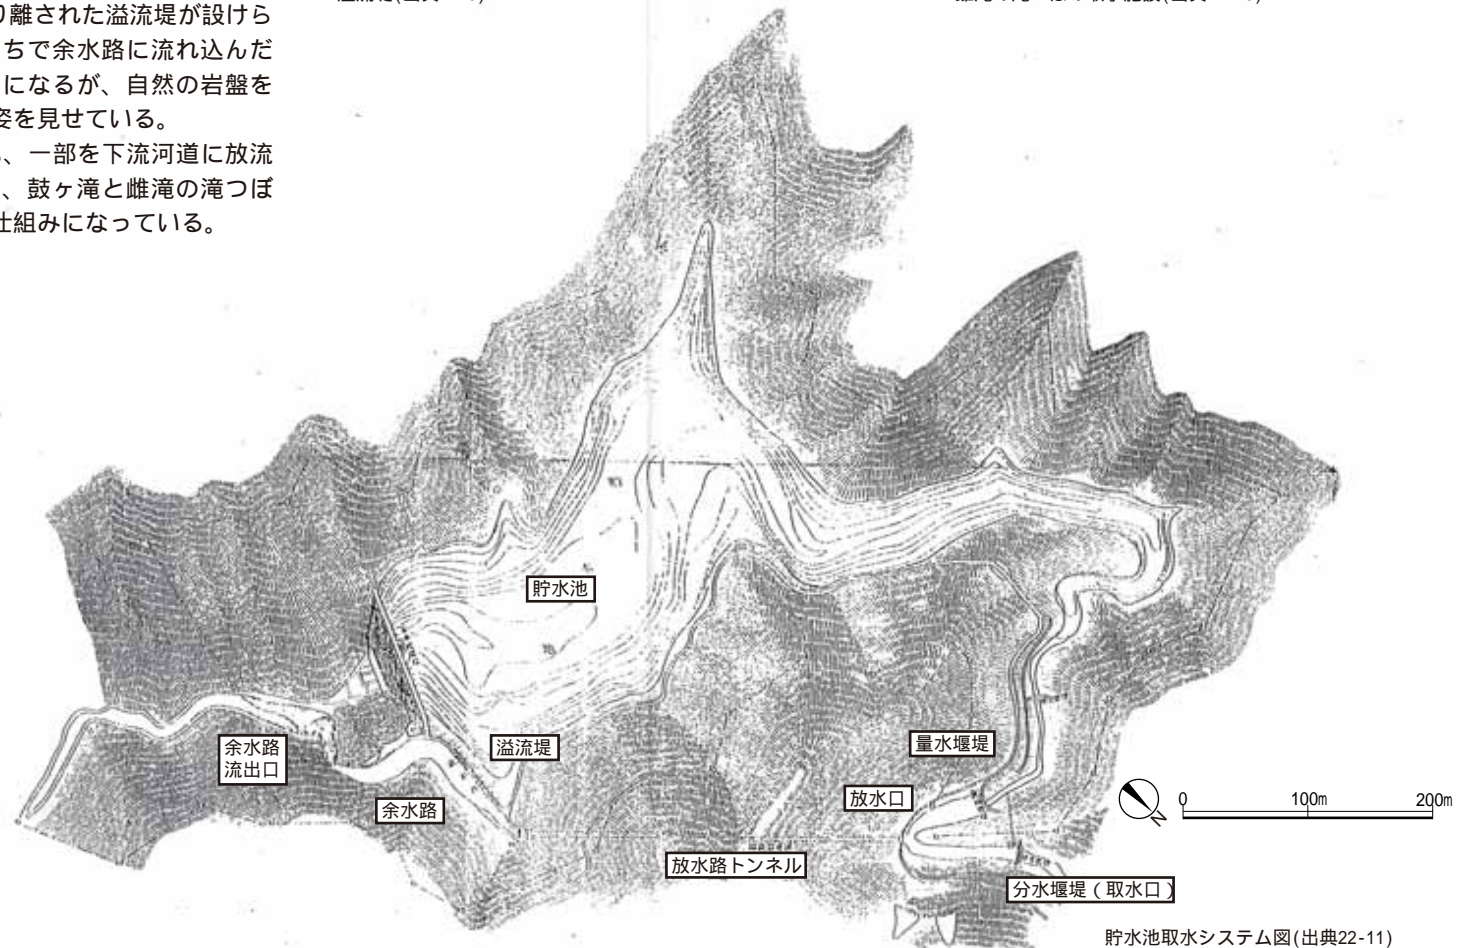 り離された溢流堤が設けら
ちで余水路に流れ込んだ
になるが、自然の岩盤を
姿を見せている。
、一部を下流河道に放流
、鼓ヶ滝と雌滝の滝つぼ
仕組みになっている。
貯水池
余水路
流出口
溢流堤
余水路
量水堰堤
放水口
放水路トンネル
分水堰堤（取水口）
N
0 100m 200m
貯水池取水システム図(出典22-11)